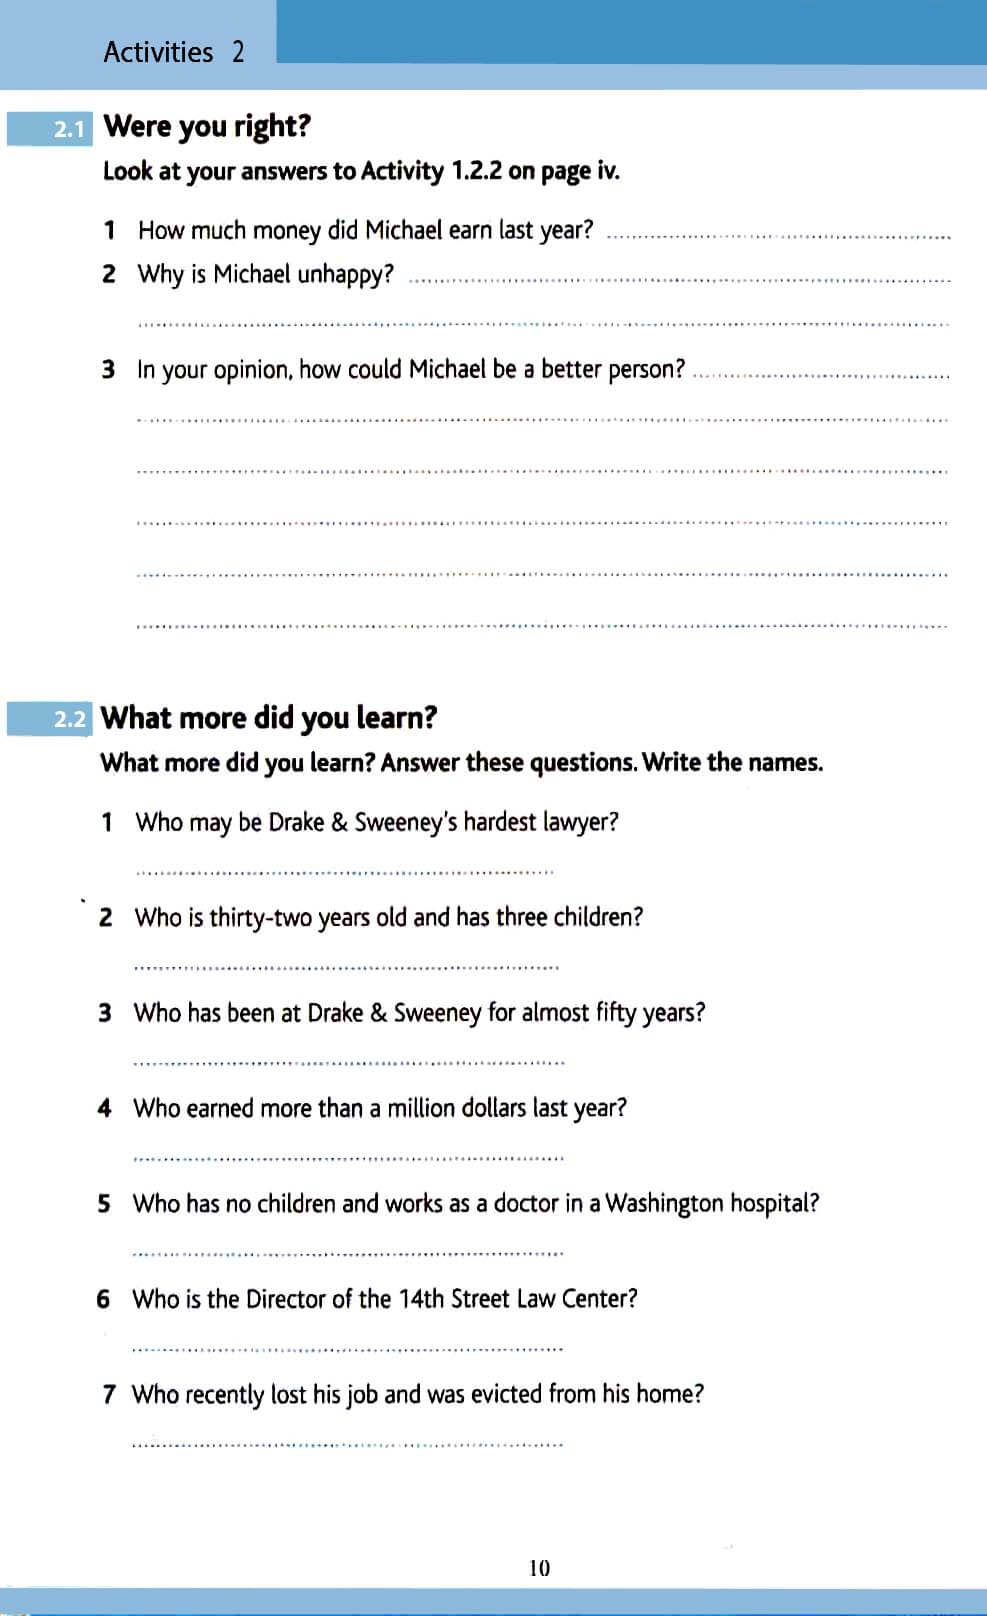 Activities 2
2.1 Were you right?
Look at your answers to Activity 1.2.2 on page iv.
1 How much money did Michael earn last year?
2 Why is Michael unhappy?
3 In your opinion, how could Michael be a better person?
2.2 What more did you learn?
What more did you learn? Answer these questions. Write the names.
1 Who may be Drake & Sweeney's hardest lawyer?
2 Who is thirty-two years old and has three children?
3 Who has been at Drake & Sweeney for almost fifty years?
4 Who earned more than a million dollars last year?
5 Who has no children and works as a doctor in a Washington hospital?
6 Who is the Director of the 14th Street Law Center?
7 Who recently lost his job and was evicted from his home?
10